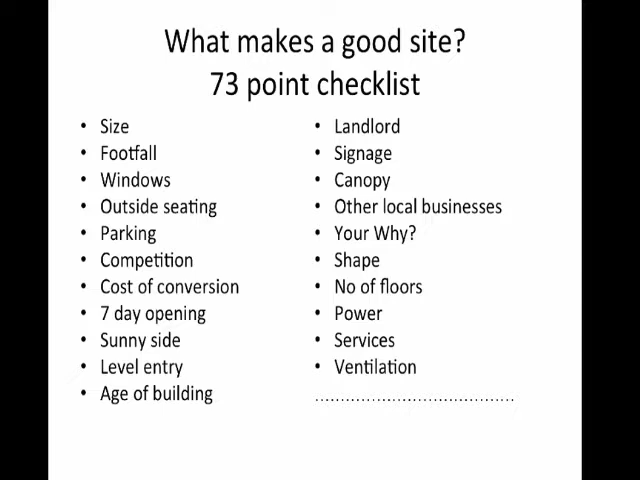 What makes a good site?
73 point checklist
• Size
• Footfall
• Windows
• Outside seating
• Parking
• Competition
• Cost of conversion
• 7 day opening
• Sunny side
• Level entry
• Age of building
• Landlord
• Signage
• Canopy
• Other local businesses
• Your Why?
• Shape
• No of floors
• Power
• Services
• Ventilation
.......................................